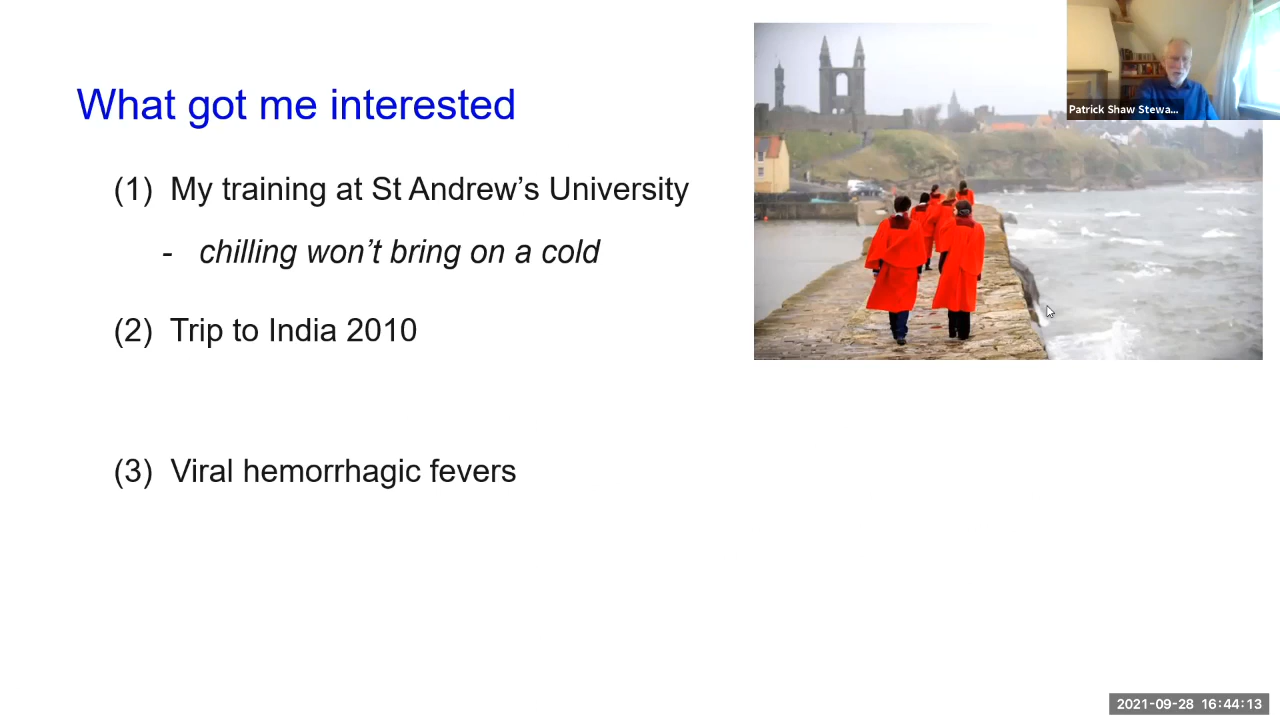 What got me interested
(1) My training at St Andrew’s University
- chilling won’t bring on a cold
(2) Trip to India 2010
(3) Viral hemorrhagic fevers
Patrick Shaw Stewa...
2021-09-28 16:44:13